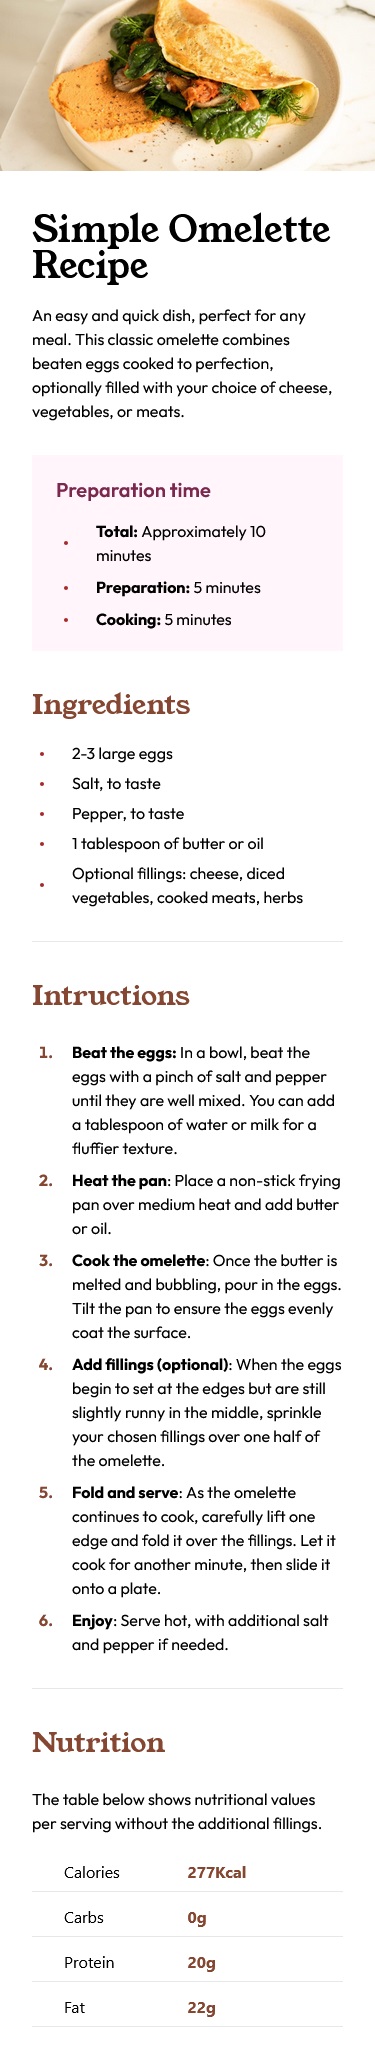 Simple Omelette
Recipe
An easy and quick dish, perfect for any
meal. This classic omelette combines
beaten eggs cooked to perfection,
optionally filled with your choice of cheese,
vegetables, or meats.
Preparation time
• Total: Approximately 10
minutes
• Preparation: 5 minutes
• Cooking: 5 minutes
Ingredients
• 2-3 large eggs
• Salt, to taste
• Pepper, to taste
• 1 tablespoon of butter or oil
• Optional fillings: cheese, diced
vegetables, cooked meats, herbs
Intructions
1. Beat the eggs: In a bowl, beat the
eggs with a pinch of salt and pepper
until they are well mixed. You can add
a tablespoon of water or milk for a
fluffier texture.
2. Heat the pan: Place a non-stick frying
pan over medium heat and add butter
or oil.
3. Cook the omelette: Once the butter is
melted and bubbling, pour in the eggs.
Tilt the pan to ensure the eggs evenly
coat the surface.
4. Add fillings (optional): When the eggs
begin to set at the edges but are still
slightly runny in the middle, sprinkle
your chosen fillings over one half of
the omelette.
5. Fold and serve: As the omelette
continues to cook, carefully lift one
edge and fold it over the fillings. Let it
cook for another minute, then slide it
onto a plate.
6. Enjoy: Serve hot, with additional salt
and pepper if needed.
Nutrition
The table below shows nutritional values
per serving without the additional fillings.
Calories 277Kcal
Carbs 0g
Protein 20g
Fat 22g